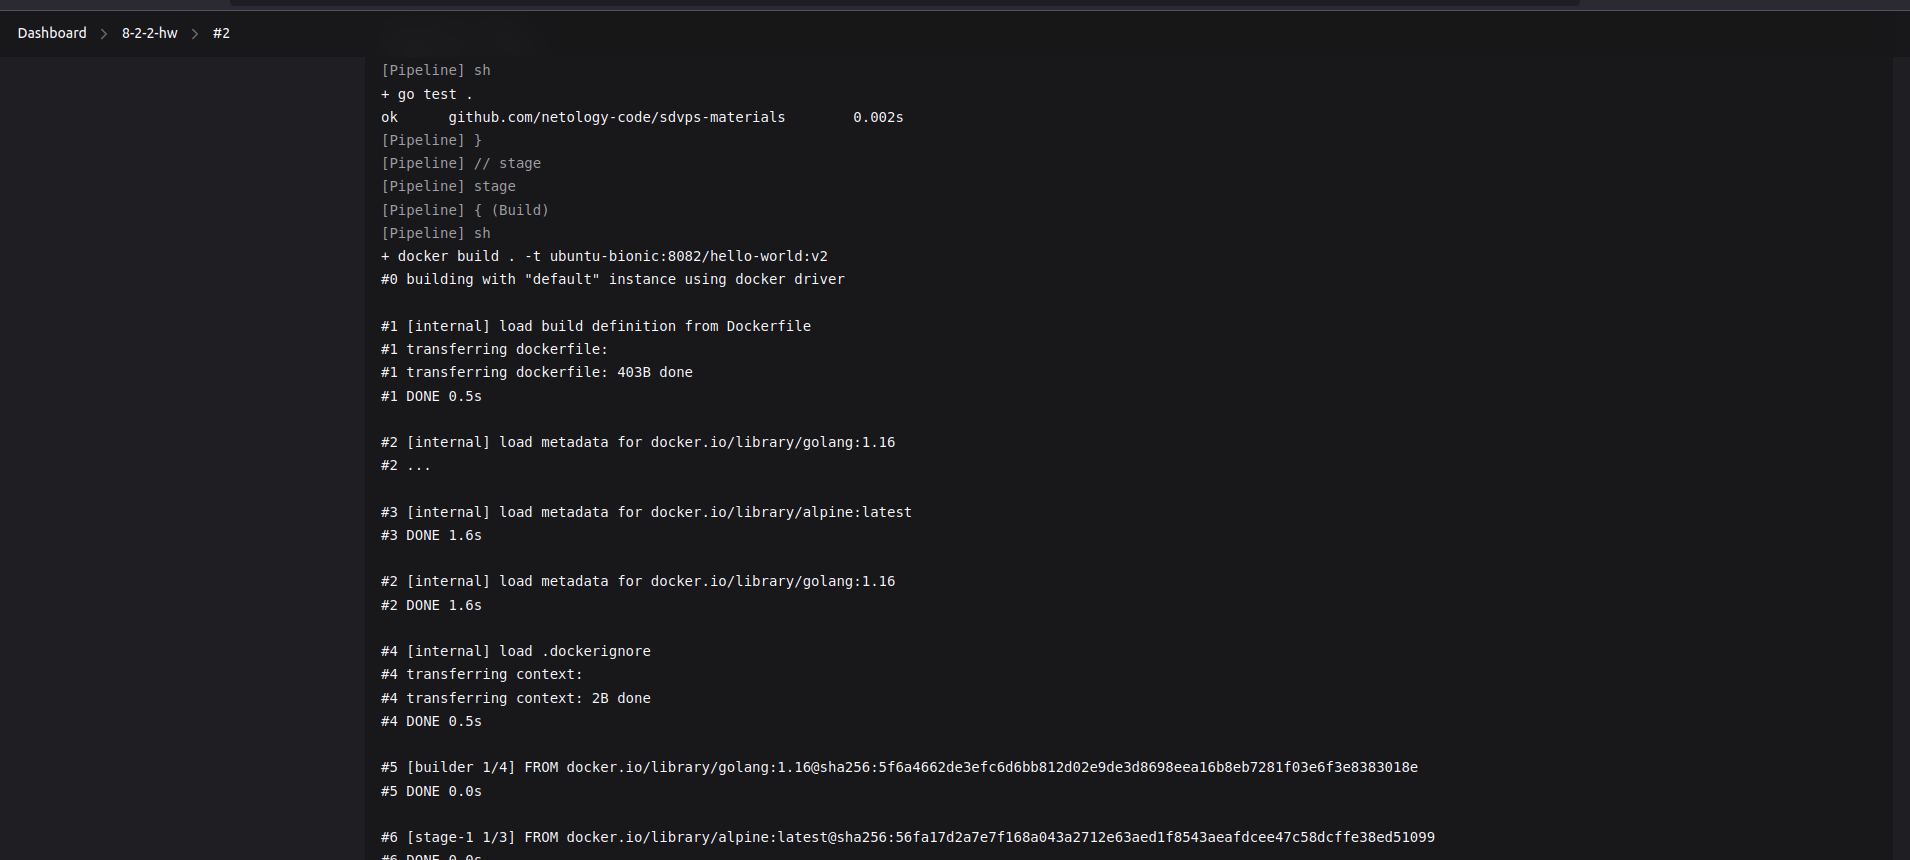 Dashboard > 8-2-2-hw > #2
[Pipeline] sh
+ go test .
ok      github.com/netology-code/sdvps-materials        0.002s
[Pipeline] }
[Pipeline] // stage
[Pipeline] stage
[Pipeline] { (Build)
[Pipeline] sh
+ docker build . -t ubuntu-bionic:8082/hello-world:v2
#0 building with "default" instance using docker driver
#1 [internal] load build definition from Dockerfile
#1 transferring dockerfile:
#1 transferring dockerfile: 403B done
#1 DONE 0.5s
#2 [internal] load metadata for docker.io/library/golang:1.16
#2 ...
#3 [internal] load metadata for docker.io/library/alpine:latest
#3 DONE 1.6s
#2 [internal] load metadata for docker.io/library/golang:1.16
#2 DONE 1.6s
#4 [internal] load .dockerignore
#4 transferring context:
#4 transferring context: 2B done
#4 DONE 0.5s
#5 [builder 1/4] FROM docker.io/library/golang:1.16@sha256:5f6a4662de3efc6d6bb812d02e9de3d8698eea16b8eb7281f03e6f3e8383018e
#5 DONE 0.0s
#6 [stage-1 1/3] FROM docker.io/library/alpine:latest@sha256:56fa17d2a7e7f168a043a2712e63aed1f8543aeafdcee47c58dcffe38ed51099
#6 DONE 0.0s